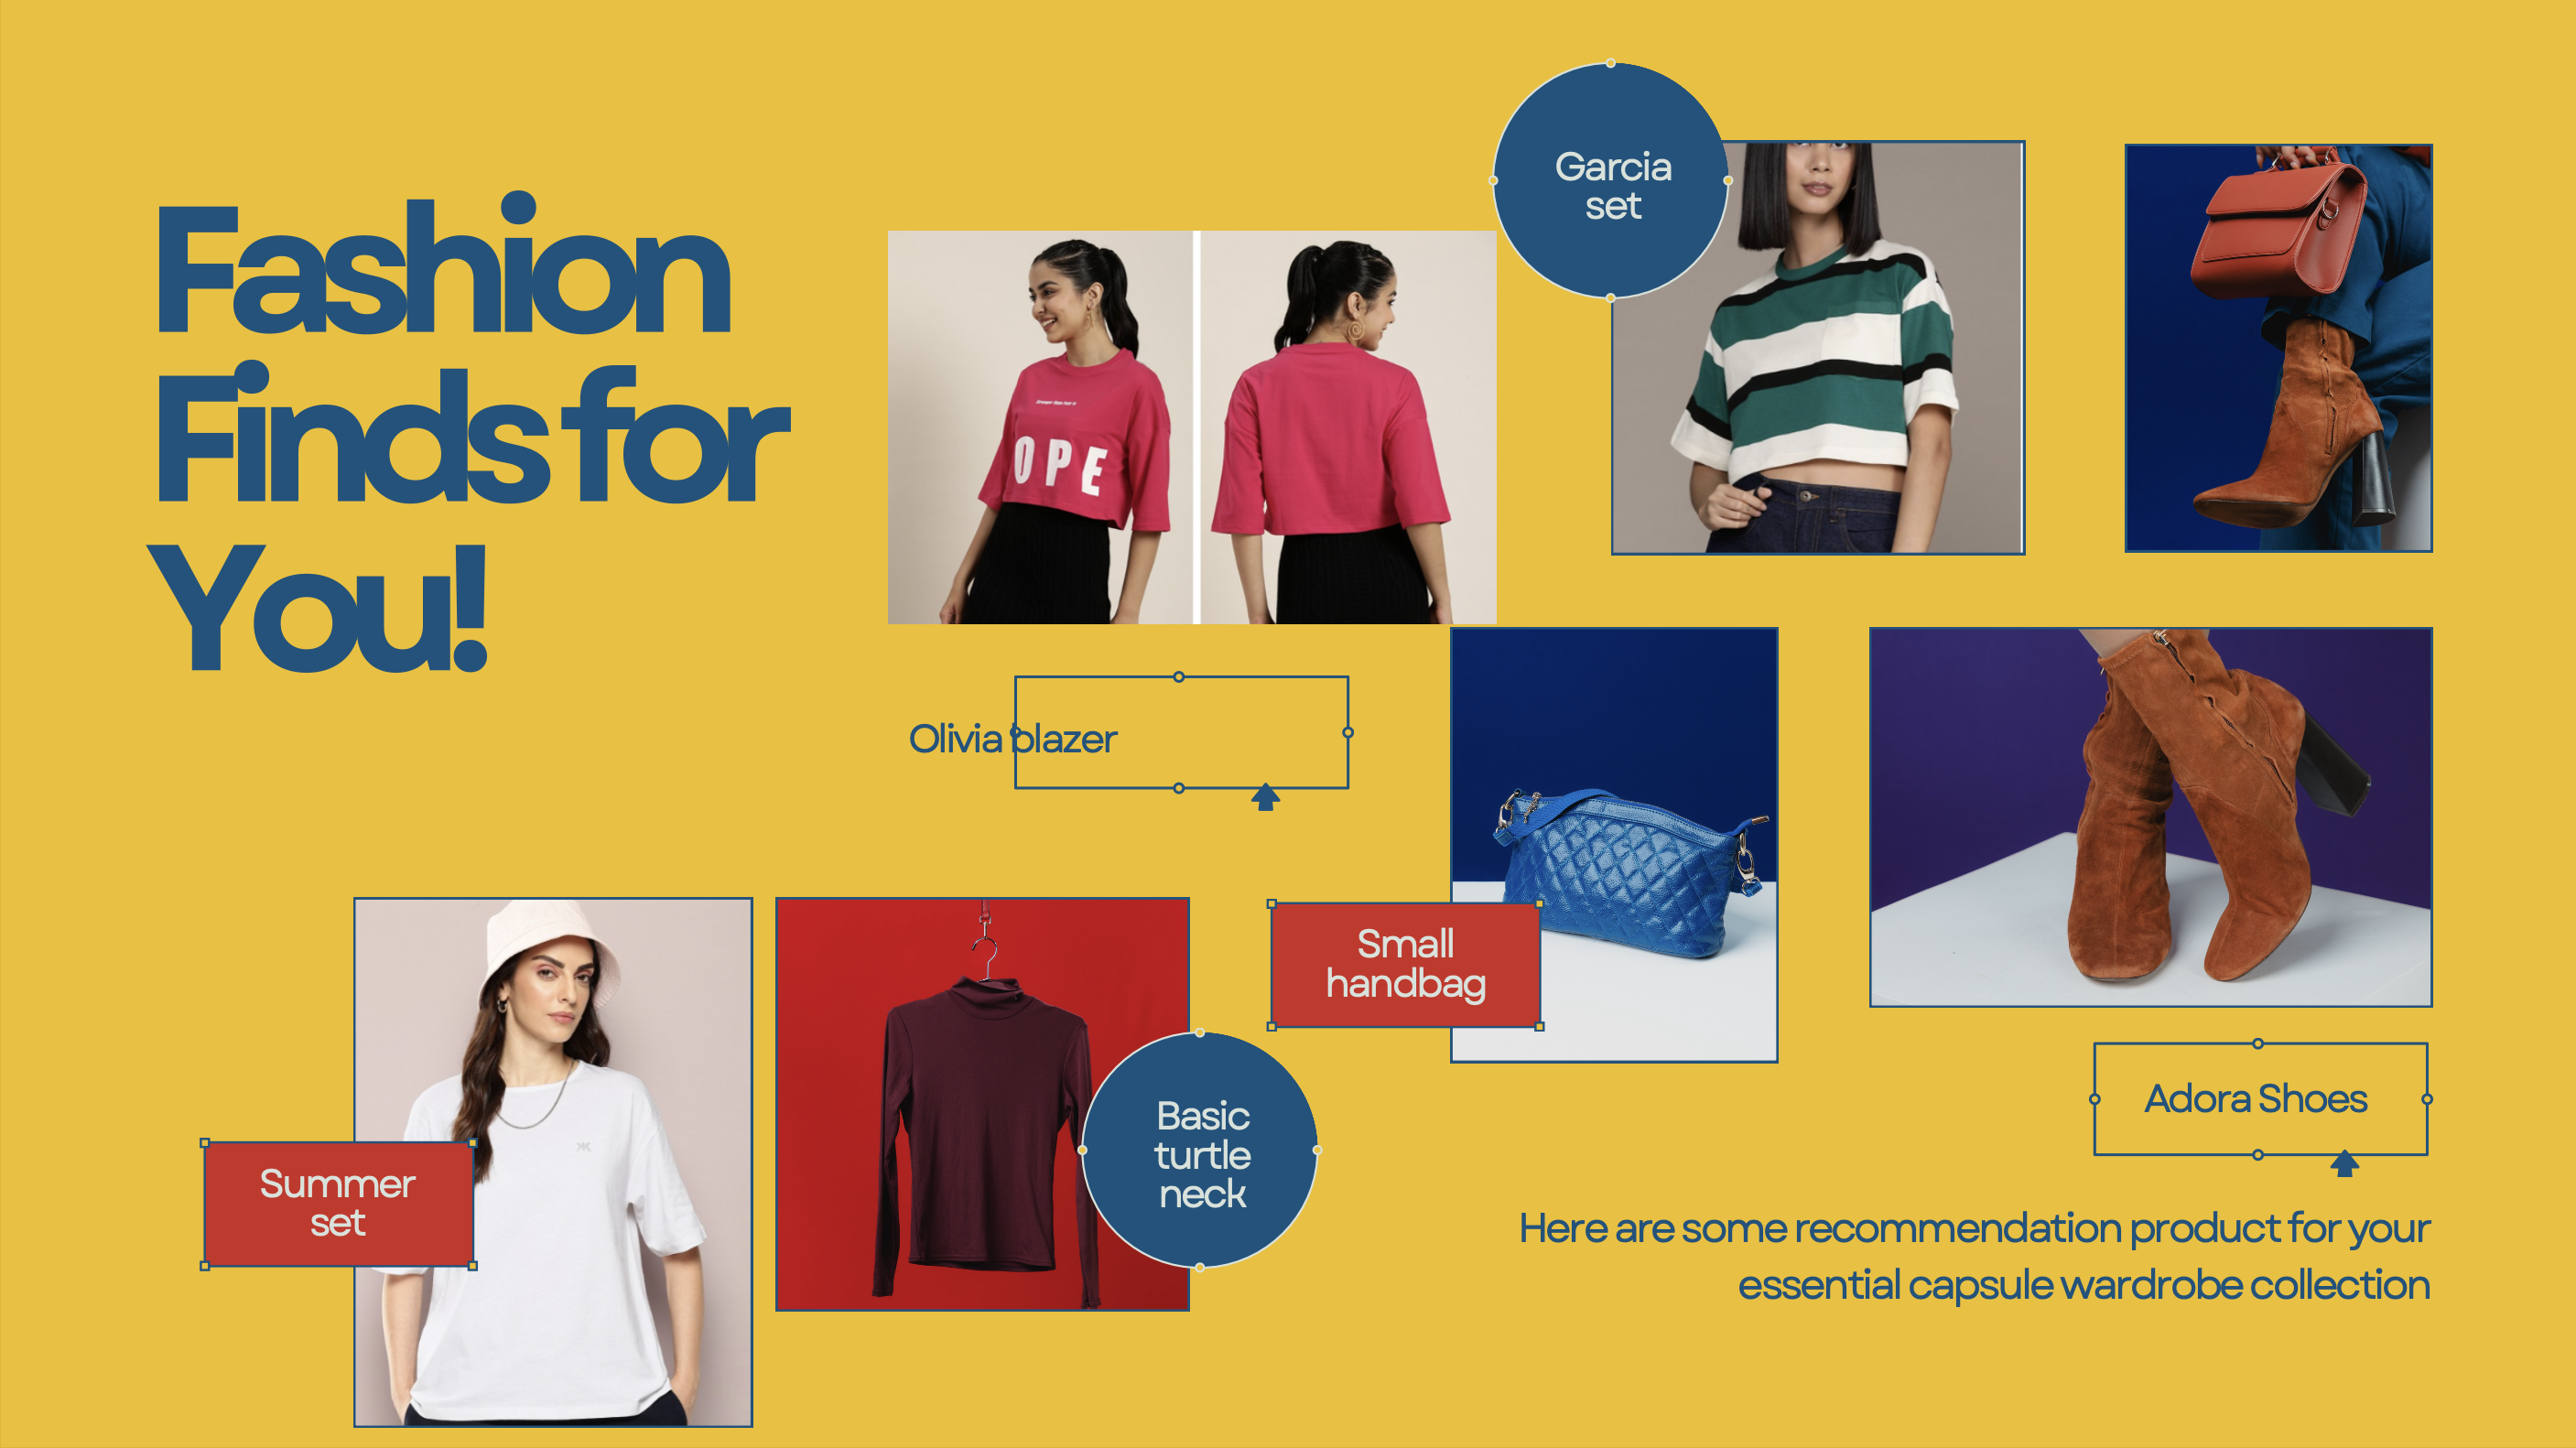 Fashion
Finds for
You!
Garcia
set
OPE
Olivia blazer
Small
handbag
Basic
turtle
neck
Summer
set
Adora Shoes
Here are some recommendation product for your
essential capsule wardrobe collection